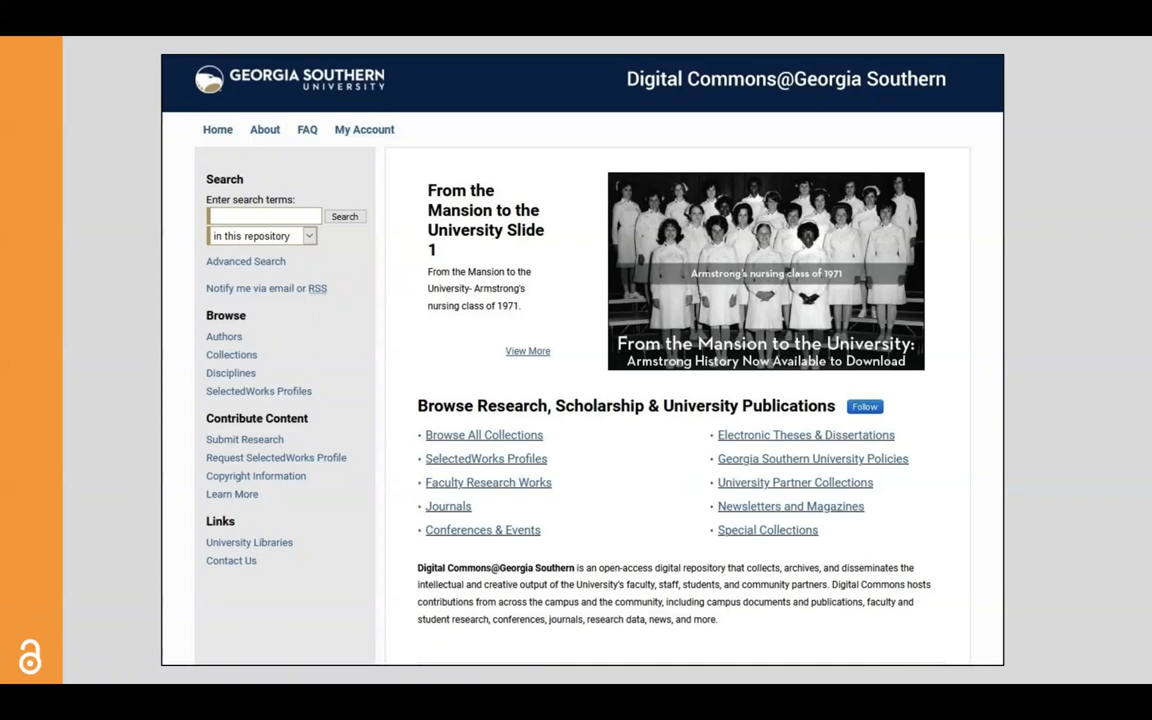 GEORGIA SOUTHERN
UNIVERSITY
Digital Commons@Georgia Southern
Home About FAQ My Account
Search
Enter search terms:
Search
in this repository
Advanced Search
Notify me via email or RSS
Browse
Authors
Collections
Disciplines
SelectedWorks Profiles
Contribute Content
Submit Research
Request SelectedWorks Profile
Copyright Information
Learn More
Links
University Libraries
Contact Us
From the
Mansion to the
University Slide
1
From the Mansion to the
University- Armstrong's
nursing class of 1971.
View More
Armstrong's nursing class of 1971
From the Mansion to the University:
Armstrong History Now Available to Download
Browse Research, Scholarship & University Publications Follow
· Browse All Collections
· SelectedWorks Profiles
· Faculty Research Works
· Journals
· Conferences & Events
· Electronic Theses & Dissertations
· Georgia Southern University Policies
· University Partner Collections
· Newsletters and Magazines
· Special Collections
Digital Commons@Georgia Southern is an open-access digital repository that collects, archives, and disseminates the
intellectual and creative output of the University's faculty, staff, students, and community partners. Digital Commons hosts
contributions from across the campus and the community, including campus documents and publications, faculty and
student research, conferences, journals, research data, news, and more.